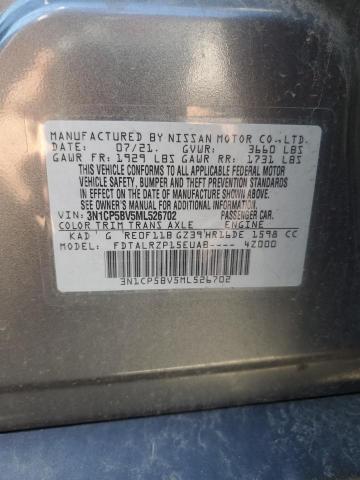 MANUFACTURED BY NISSAN MOTOR CO.,LTD.
DATE: 07/21. GVWR: 3660 LBS
GAWR FR: 1929 LBS GAWR RR: 1731 LBS
THIS VEHICLE CONFORMS TO ALL APPLICABLE
FEDERAL MOTOR VEHICLE SAFETY,
BUMPER, AND THEFT PREVENTION STANDARDS
IN EFFECT ON THE DATE OF MANUFACTURE SHOWN ABOVE.
SEE OWNER'S MANUAL FOR ADDITIONAL INFORMATION.
VIN: 3N1CP5BV5ML526702 PASSENGER CAR.
COLOR TRIM TRANS AXLE ENGINE
KAD G RE0F11B GZ39 HR16DE 1598 CC
MODEL: FDTALRZP15EUAB---- 4Z000
3N1CP5BV5ML526702